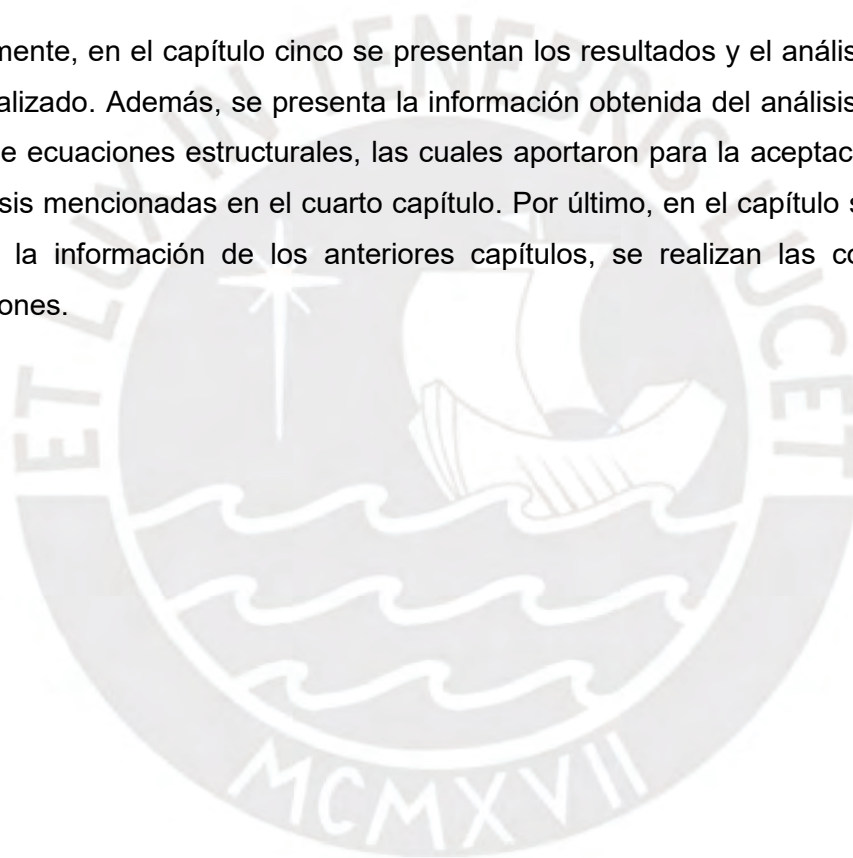 mente, en el capítulo cinco se presentan los resultados y el anális
alizado. Además, se presenta la información obtenida del análisis
e ecuaciones estructurales, las cuales aportaron para la aceptac
sis mencionadas en el cuarto capítulo. Por último, en el capítulo s
la información de los anteriores capítulos, se realizan las co
ones.
ET LUX IN TENEBRIS LUCET
MCMXVII